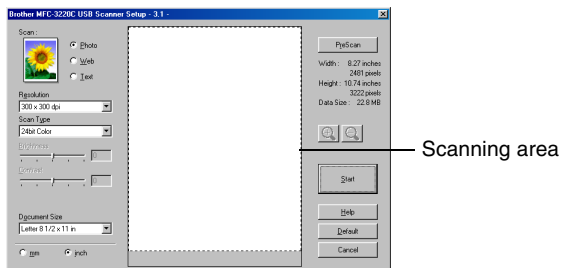 Brother MFC-3220C USB Scanner Setup - 3.1 -
Scan :
Photo
Web
Text
Resolution
300 x 300 dpi
Scan Type
24bit Color
Brightness
0
Contrast
0
Document Size
Letter 8 1/2 x 11 in
mm
inch
PreScan
Width : 8.27 inches
2481 pixels
Height : 10.74 inches
3222 pixels
Data Size : 22.8 MB
Start
Help
Default
Cancel
Scanning area